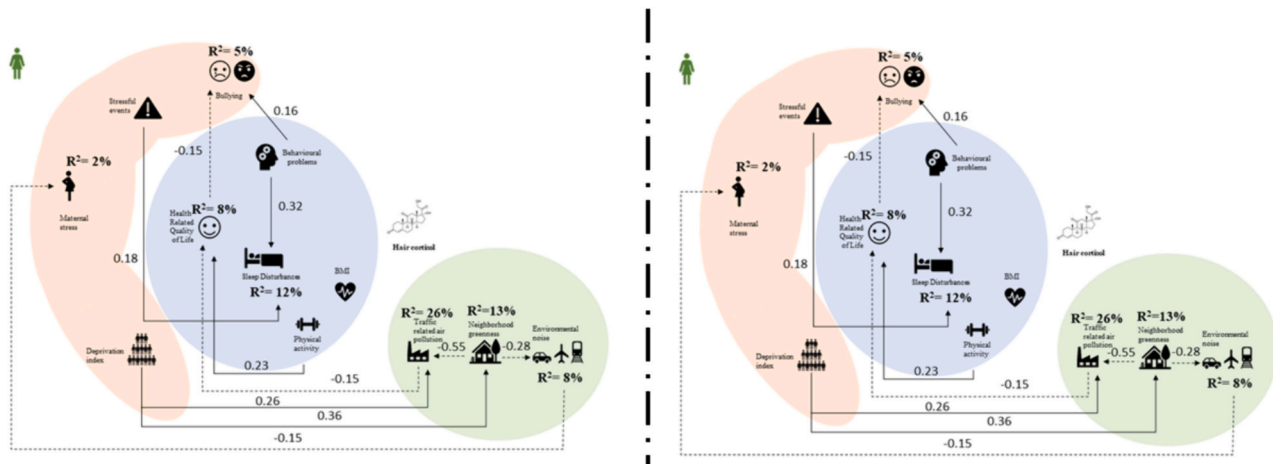 R²= 5%
Bullying
Stressful
events
0.16
R²= 2%
-0.15
Behavioural
problems
Maternal
stress
R²= 8%
Health
Related
Quality
of Life
0.32
Hair cortisol
0.18
Sleep Disturbances
R²= 12%
BMI
Physical
activity
Deprivation
index
R²= 26%
R²=13%
Traffic
related air
pollution
Neighborhood
greenness
Environmental
noise
-0.55
-0.28
R²= 8%
0.23
-0.15
0.26
0.36
-0.15
R²= 5%
Bullying
Stressful
events
0.16
R²= 2%
-0.15
Behavioural
problems
Maternal
stress
R²= 8%
Health
Related
Quality
of Life
0.32
Hair cortisol
0.18
Sleep Disturbances
R²= 12%
BMI
Physical
activity
Deprivation
index
R²= 26%
R²=13%
Traffic
related air
pollution
Neighborhood
greenness
Environmental
noise
-0.55
-0.28
R²= 8%
0.23
-0.15
0.26
0.36
-0.15